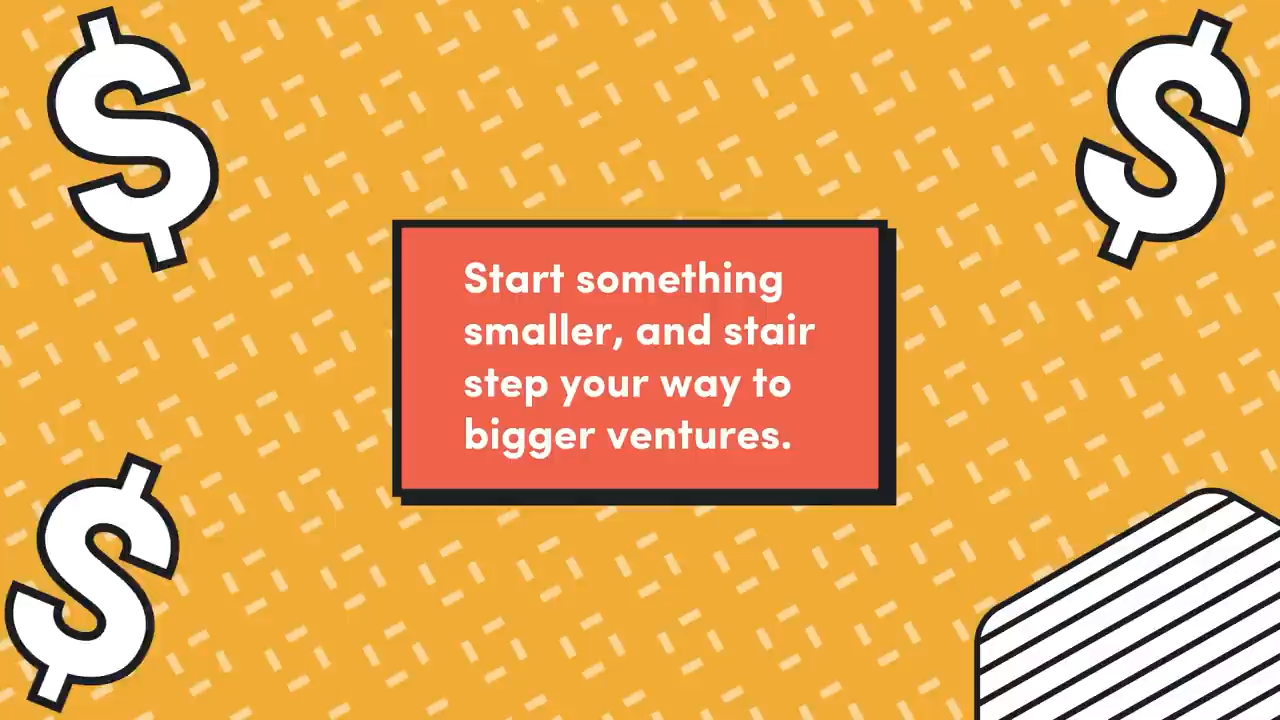 Start something
smaller, and stair
step your way to
bigger ventures.